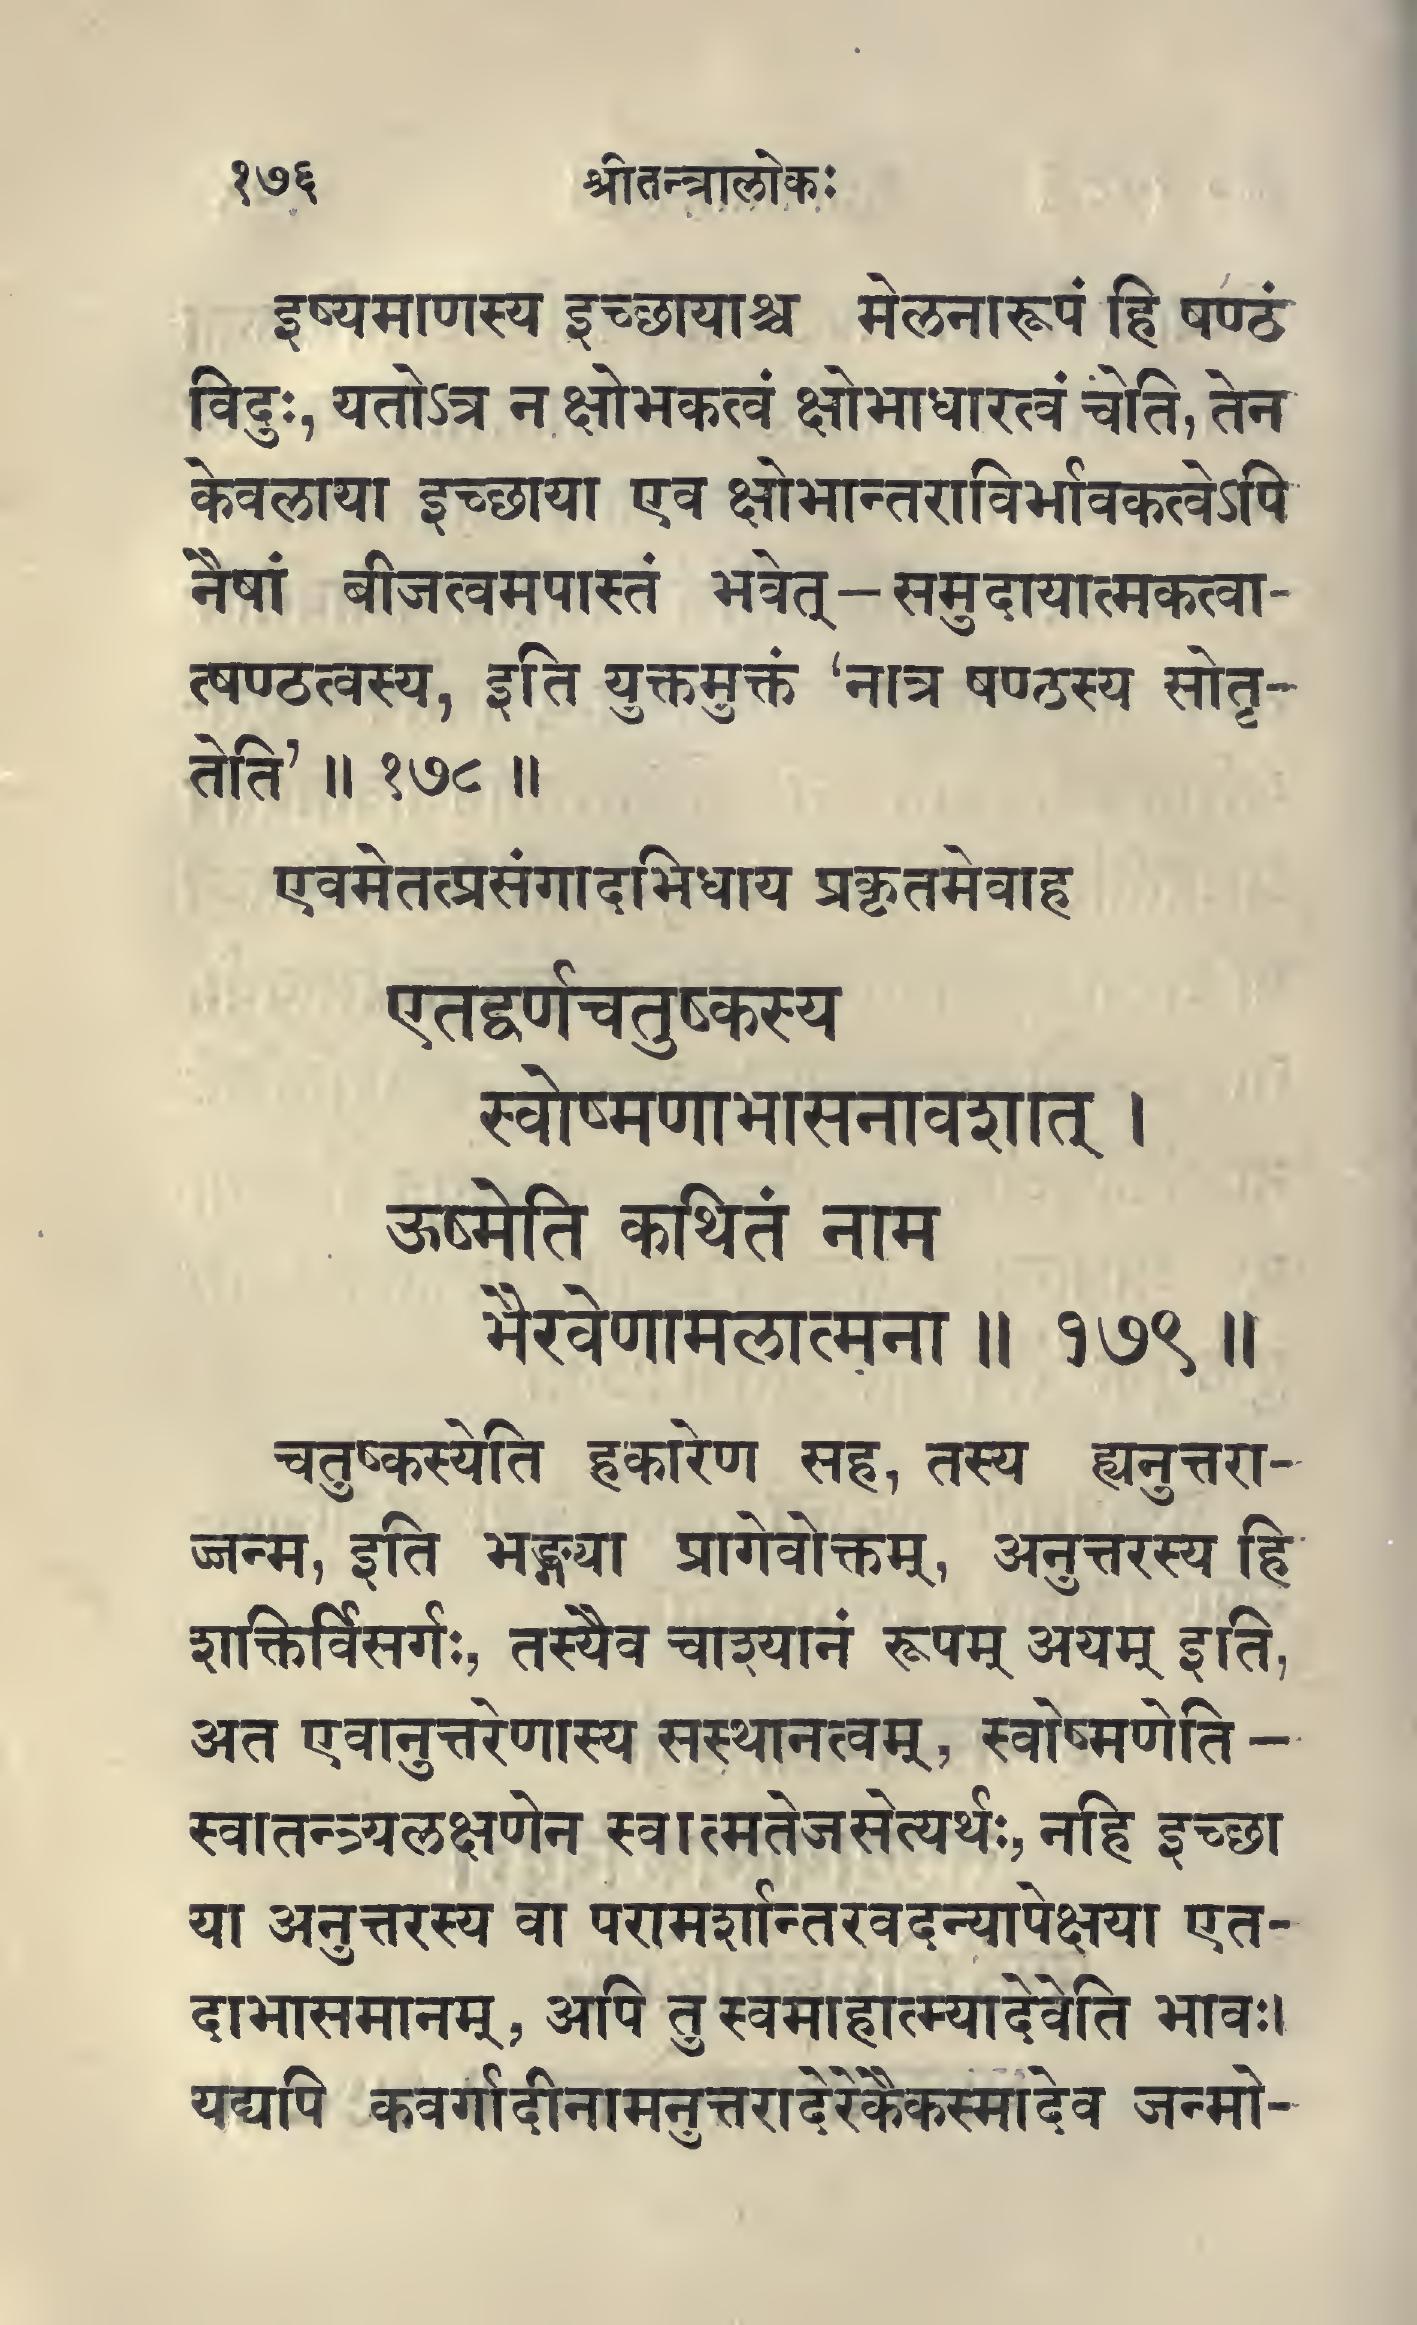 १७६ श्रीतन्त्रालोकः
इष्यमाणस्य इच्छायाश्च मेलनारूपं हि षण्ठं
विदुः, यतोऽत्र न क्षोभकत्वं क्षोभाधारत्वं चेति, तेन
केवलाया इच्छाया एव क्षोभान्तराविर्भावकत्वेऽपि
नैषां बीजत्वमपास्तं भवेत् — समुदायात्मकत्वा-
त्षण्ठत्वस्य, इति युक्तमुक्तं ‘नात्र षण्ठस्य सोतृ-
तेति’ ॥ १७८ ॥
एवमेतत्प्रसंगादभिधाय प्रकृतमेवाह
एतद्वर्णचतुष्कस्य
स्वोष्मणाभासनावशात् ।
ऊष्मेति कथितं नाम
भैरवेणामलात्मना ॥ १७९ ॥
चतुष्कस्येति हकारेण सह, तस्य ह्यनुत्तरा-
ज्जन्म, इति भङ्ग्या प्रागेवोक्तम्, अनुत्तरस्य हि
शक्तिर्विसर्गः, तस्यैव चाश्यानं रूपम् अयम् इति,
अत एवानुत्तरेणास्य सस्थानत्वम्, स्वोष्मणेति —
स्वातन्त्र्यलक्षणेन स्वात्मतेजसेत्यर्थः, नहि इच्छा
या अनुत्तरस्य वा परामर्शान्तरवदन्यापेक्षया एत-
दाभासमानम्, अपि तु स्वमाहात्म्यादेवेति भावः।
यद्यपि कवर्गादीनामनुत्तरादेरेकैकस्मादेव जन्मो-